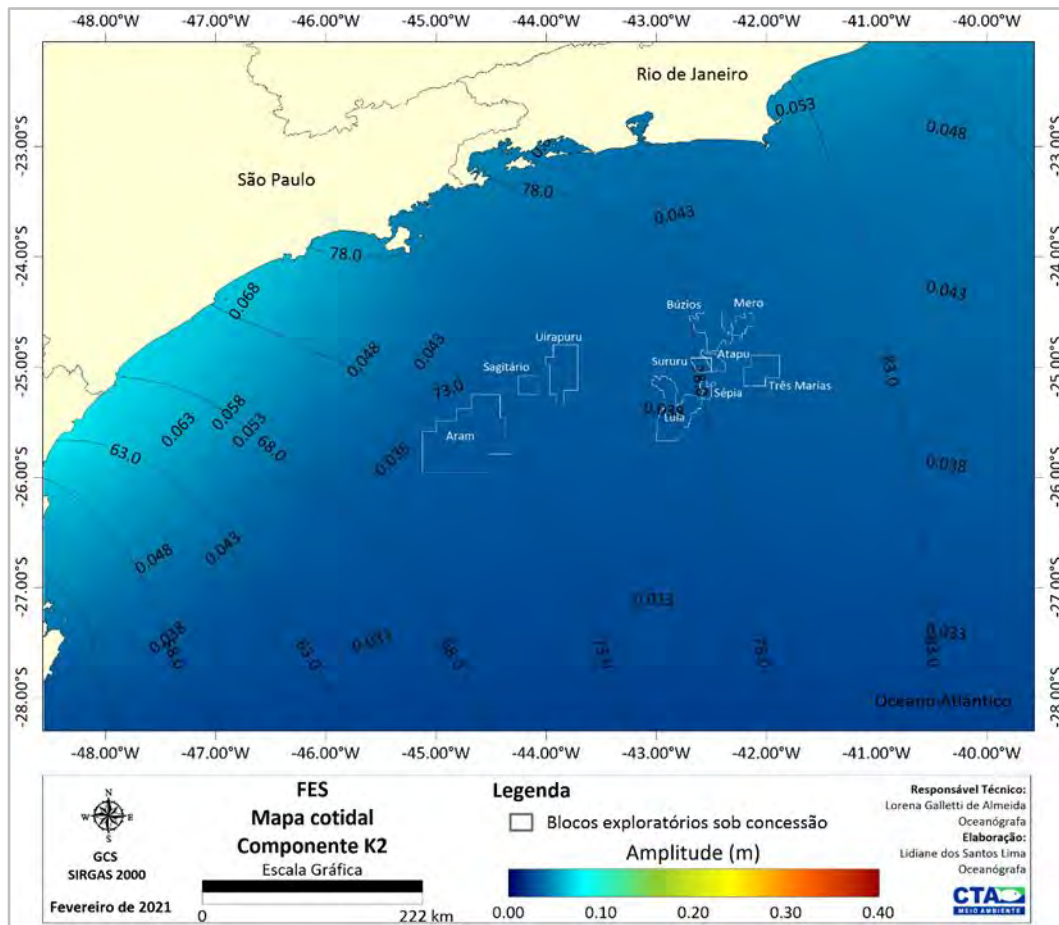 -48.00°W -47.00°W -46.00°W -45.00°W -44.00°W -43.00°W -42.00°W -41.00°W -40.00°W
Rio de Janeiro
0.053
0.048
-23.00°S -23.00°S
São Paulo
78.0
0.043
78.0
-24.00°S -24.00°S
0.068
0.043
Búzios Mero
0.048 0.043
Uirapuru
-25.00°S -25.00°S
Sagitário
Sururu Atapu
83.0
73.0
Três Marias
Sépia
0.058
0.063
0.053
68.0
Lula
Aram
63.0
0.038
-26.00°S -26.00°S
0.048 0.043
-27.00°S -27.00°S
0.033
0.038
63.0
0.033
68.0
73.0
0.033
83.0
-28.00°S -28.00°S
Oceano Atlântico
-48.00°W -47.00°W -46.00°W -45.00°W -44.00°W -43.00°W -42.00°W -41.00°W -40.00°W
N
W E
S
GCS
SIRGAS 2000
Fevereiro de 2021
FES
Mapa cotidal
Componente K2
Escala Gráfica
0 222 km
Legenda
Blocos exploratórios sob concessão
Amplitude (m)
0.00 0.10 0.20 0.30 0.40
Responsável Técnico:
Lorena Galletti de Almeida
Oceanógrafa
Elaboração:
Lidiane dos Santos Lima
Oceanógrafa
CTA
MEIO AMBIENTE